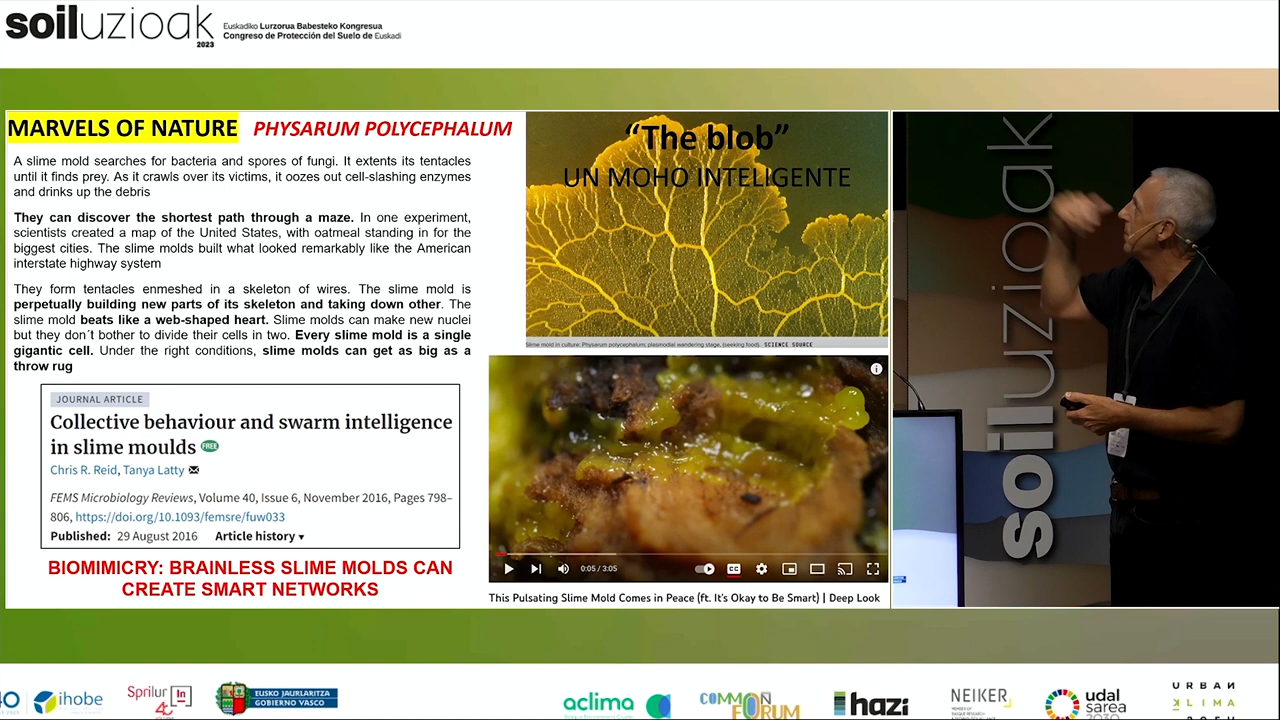 soiluzioak
2023
Euskadiko Lurzorua Babesteko Kongresua
Congreso de Protección del Suelo de Euskadi
MARVELS OF NATURE PHYSARUM POLYCEPHALUM
A slime mold searches for bacteria and spores of fungi. It extents its tentacles
until it finds prey. As it crawls over its victims, it oozes out cell-slashing enzymes
and drinks up the debris
They can discover the shortest path through a maze. In one experiment,
scientists created a map of the United States, with oatmeal standing in for the
biggest cities. The slime molds built what looked remarkably like the American
interstate highway system
They form tentacles enmeshed in a skeleton of wires. The slime mold is
perpetually building new parts of its skeleton and taking down other. The
slime mold beats like a web-shaped heart. Slime molds can make new nuclei
but they don´t bother to divide their cells in two. Every slime mold is a single
gigantic cell. Under the right conditions, slime molds can get as big as a
throw rug
JOURNAL ARTICLE
Collective behaviour and swarm intelligence
in slime moulds FREE
Chris R. Reid, Tanya Latty
FEMS Microbiology Reviews, Volume 40, Issue 6, November 2016, Pages 798–
806, https://doi.org/10.1093/femsre/fuw033
Published: 29 August 2016 Article history
BIOMIMICRY: BRAINLESS SLIME MOLDS CAN
CREATE SMART NETWORKS
“The blob”
UN MOHO INTELIGENTE
Slime mold in culture: Physarum polycephalum; plasmodial wandering stage, (seeking food). SCIENCE SOURCE
0:05 / 3:05
CC
This Pulsating Slime Mold Comes in Peace (ft. It's Okay to Be Smart) | Deep Look
soiluzioak
ihobe
Sprilur
In
EUSKO JAURLARITZA
GOBIERNO VASCO
aclima
COMMON
FORUM
hazi
NEIKER
udal
sarea
2030
URBAN
KLIMA